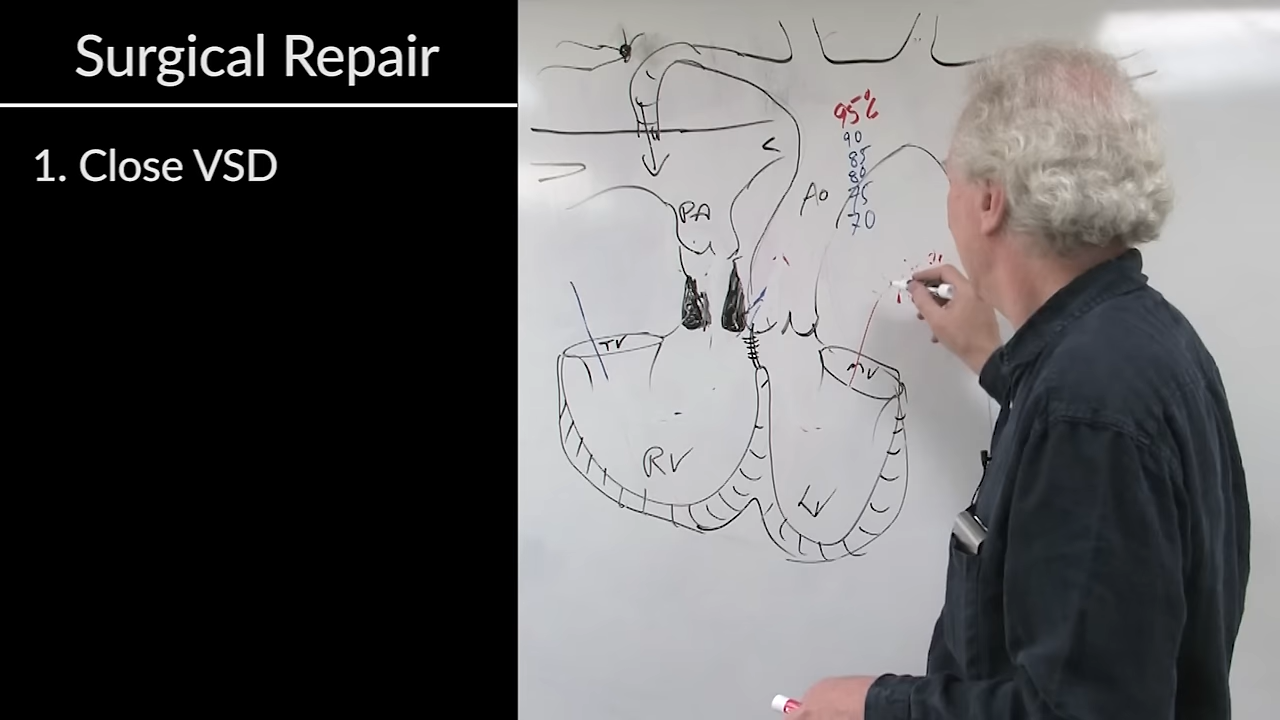 Surgical Repair
1. Close VSD
95%
90
85
80
75
70
PA
Ao
TV
MV
RV
LV